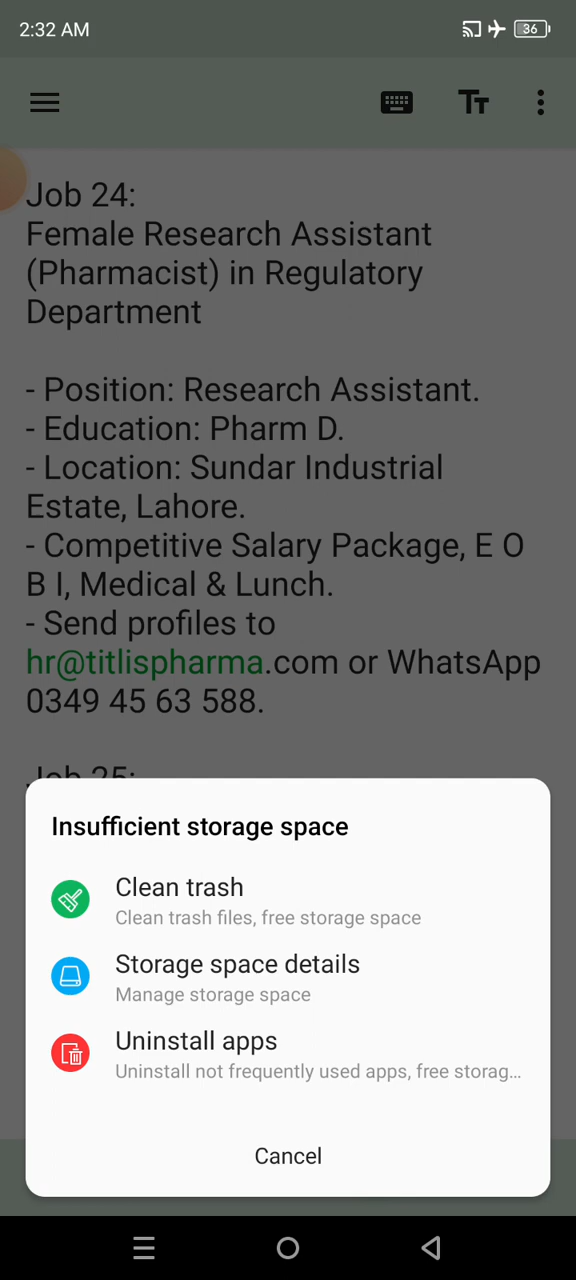 2:32 AM
36
Job 24:
Female Research Assistant
(Pharmacist) in Regulatory
Department
- Position: Research Assistant.
- Education: Pharm D.
- Location: Sundar Industrial
Estate, Lahore.
- Competitive Salary Package, E O
B I, Medical & Lunch.
- Send profiles to
hr@titlispharma.com or WhatsApp
0349 45 63 588.
Job 25:
Insufficient storage space
Clean trash
Clean trash files, free storage space
Storage space details
Manage storage space
Uninstall apps
Uninstall not frequently used apps, free storag...
Cancel